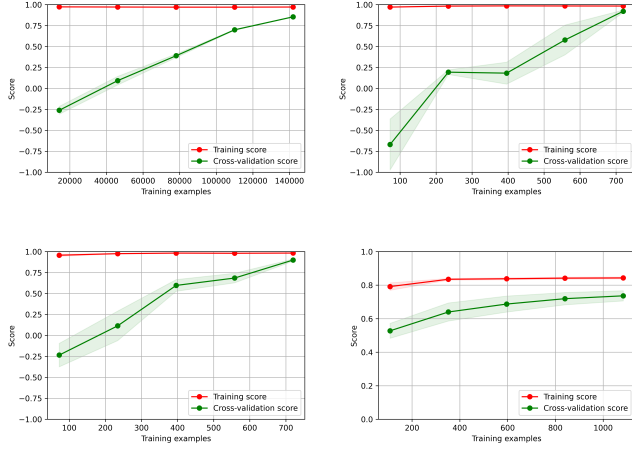 1.00
0.75
0.50
0.25
0.00
−0.25
−0.50
−0.75
−1.00
Score
20000 40000 60000 80000 100000 120000 140000
Training examples
Training score
Cross-validation score
1.00
0.75
0.50
0.25
0.00
−0.25
−0.50
−0.75
−1.00
Score
100 200 300 400 500 600 700
Training examples
Training score
Cross-validation score
1.00
0.75
0.50
0.25
0.00
−0.25
−0.50
−0.75
−1.00
Score
100 200 300 400 500 600 700
Training examples
Training score
Cross-validation score
1.0
0.8
0.6
0.4
0.2
0.0
Score
200 400 600 800 1000
Training examples
Training score
Cross-validation score